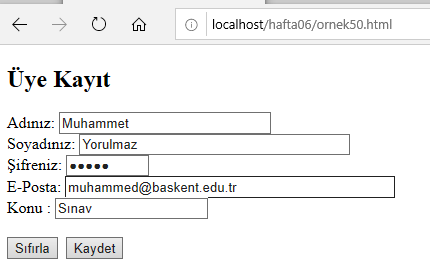 localhost/hafta06/ornek50.html
Üye Kayıt
Adınız: Muhammet
Soyadınız: Yorulmaz
Şifreniz: •••••
E-Posta: muhammed@baskent.edu.tr
Konu : Sınav
Sıfırla Kaydet